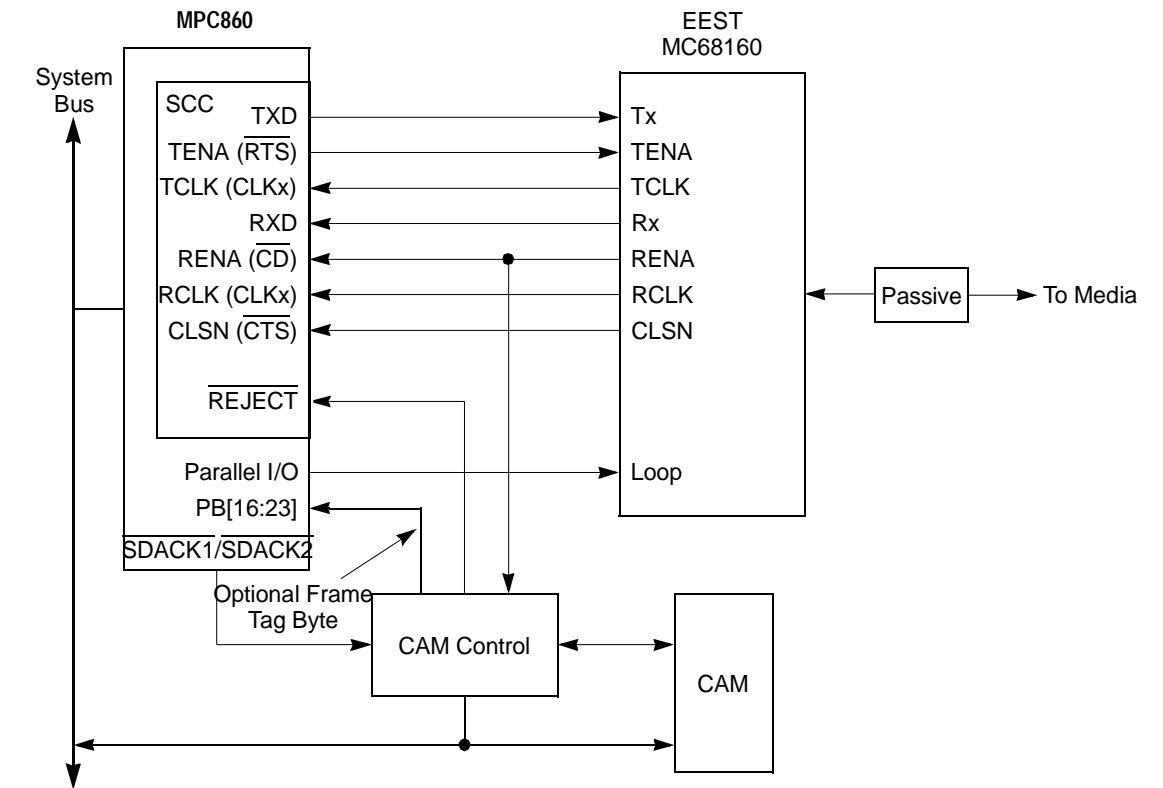 MPC860
EEST
MC68160
System
Bus
SCC
TXD
Tx
TENA (RTS)
TENA
TCLK (CLKx)
TCLK
RXD
Rx
RENA (CD)
RENA
RCLK (CLKx)
RCLK
Passive
To Media
CLSN (CTS)
CLSN
REJECT
Parallel I/O
Loop
PB[16:23]
SDACK1/SDACK2
Optional Frame
Tag Byte
CAM Control
CAM